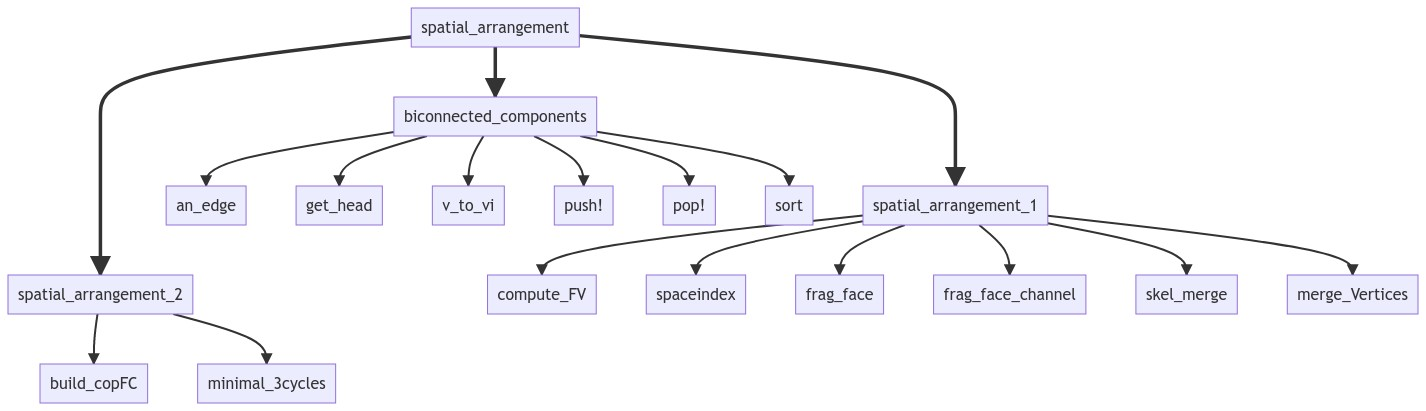 spatial_arrangement
biconnected_components
an_edge
get_head
v_to_vi
push!
pop!
sort
spatial_arrangement_1
spatial_arrangement_2
compute_FV
spaceindex
frag_face
frag_face_channel
skel_merge
merge_Vertices
build_copFC
minimal_3cycles